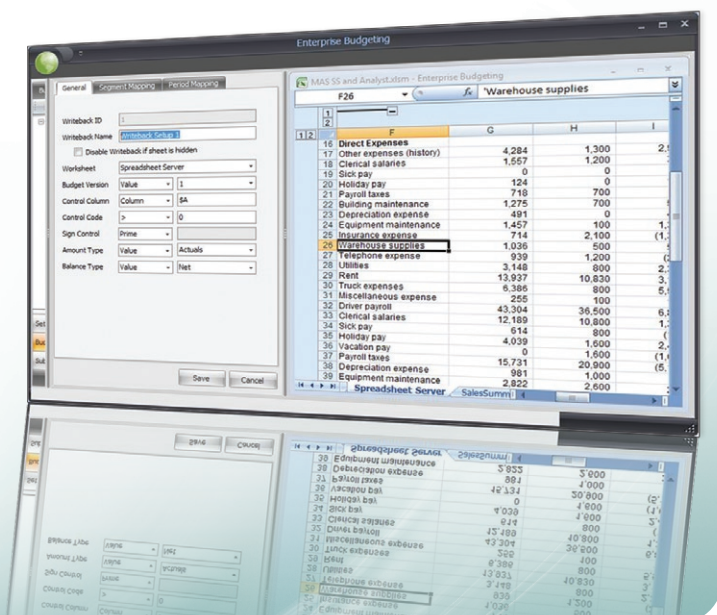 Enterprise Budgeting
General Segment Mapping Period Mapping
Writeback ID 1
Writeback Name Writeback Setup 1
Disable Writeback if sheet is hidden
Worksheet Spreadsheet Server
Budget Version Value 1
Control Column Column $A
Control Code > 0
Sign Control Prime
Amount Type Value Actuals
Balance Type Value Net
Save Cancel
MAS SS and Analyst.xlsm - Enterprise Budgeting
F26 fx 'Warehouse supplies
1
2
1 2 F G H I
16 Direct Expenses
17 Other expenses (history) 4,284 1,300
18 Clerical salaries 1,557 1,200
19 Sick pay 0 0
20 Holiday pay 124 0
21 Payroll taxes 718 700
22 Building maintenance 1,275 700
23 Depreciation expense 491 0
24 Equipment maintenance 1,457 100
25 Insurance expense 714 2,100
26 Warehouse supplies 1,036 500
27 Telephone expense 939 1,200
28 Utilities 3,148 800
29 Rent 13,937 10,830
30 Truck expenses 6,386 800
31 Miscellaneous expense 255 100
32 Driver payroll 43,304 36,500
33 Clerical salaries 12,189 10,800
34 Sick pay 614 800
35 Holiday pay 4,039 1,600
36 Vacation pay 0 1,600
37 Payroll taxes 15,731 20,900
38 Depreciation expense 981 1,000
39 Equipment maintenance 2,822 2,600
Spreadsheet Server SalesSumm